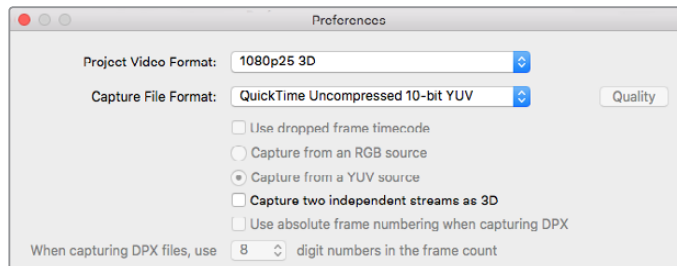 Preferences
Project Video Format: 1080p25 3D
Capture File Format: QuickTime Uncompressed 10-bit YUV Quality
Use dropped frame timecode
Capture from an RGB source
Capture from a YUV source
Capture two independent streams as 3D
Use absolute frame numbering when capturing DPX
When capturing DPX files, use 8 digit numbers in the frame count